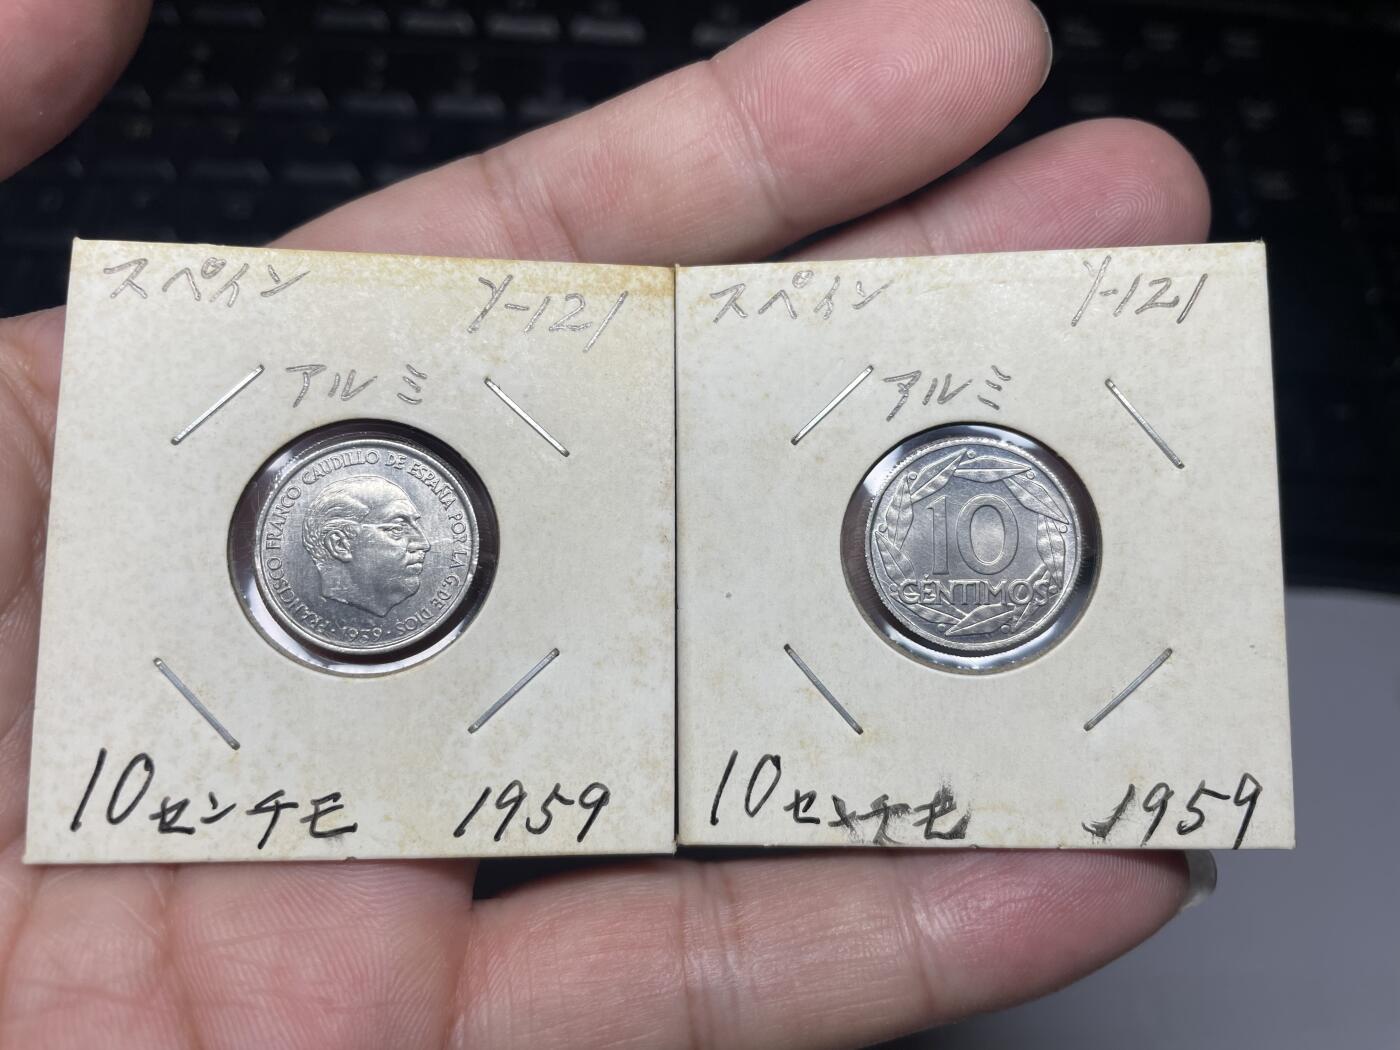 スペイン Y-121
アルミ
FRANCISCO FRANCO CAUDILLO DE ESPAÑA POR LA G. DE DIOS · 1959 ·
10センチモ 1959
スペイン Y-121
アルミ
10
CENTIMOS
10センチモ 1959